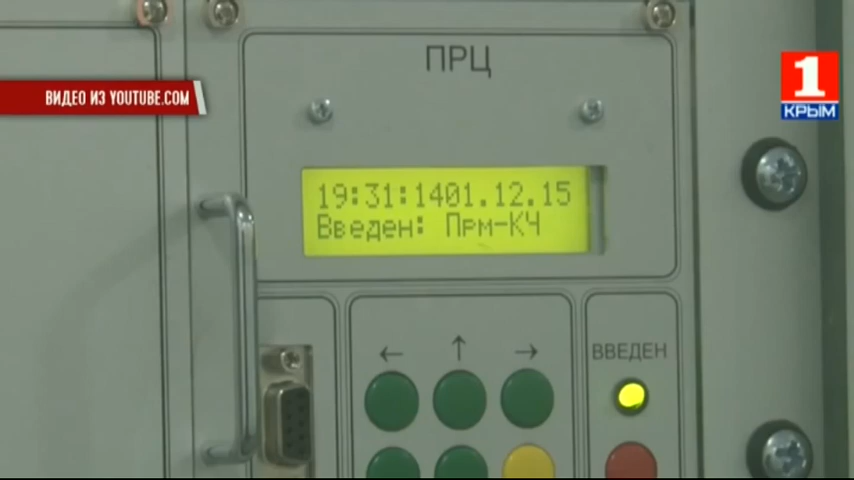 ПРЦ
ВИДЕО ИЗ YOUTUBE.COM
1
КРЫМ
19:31:1401.12.15
Введен: Прм-КЧ
← ↑ →
ВВЕДЕН